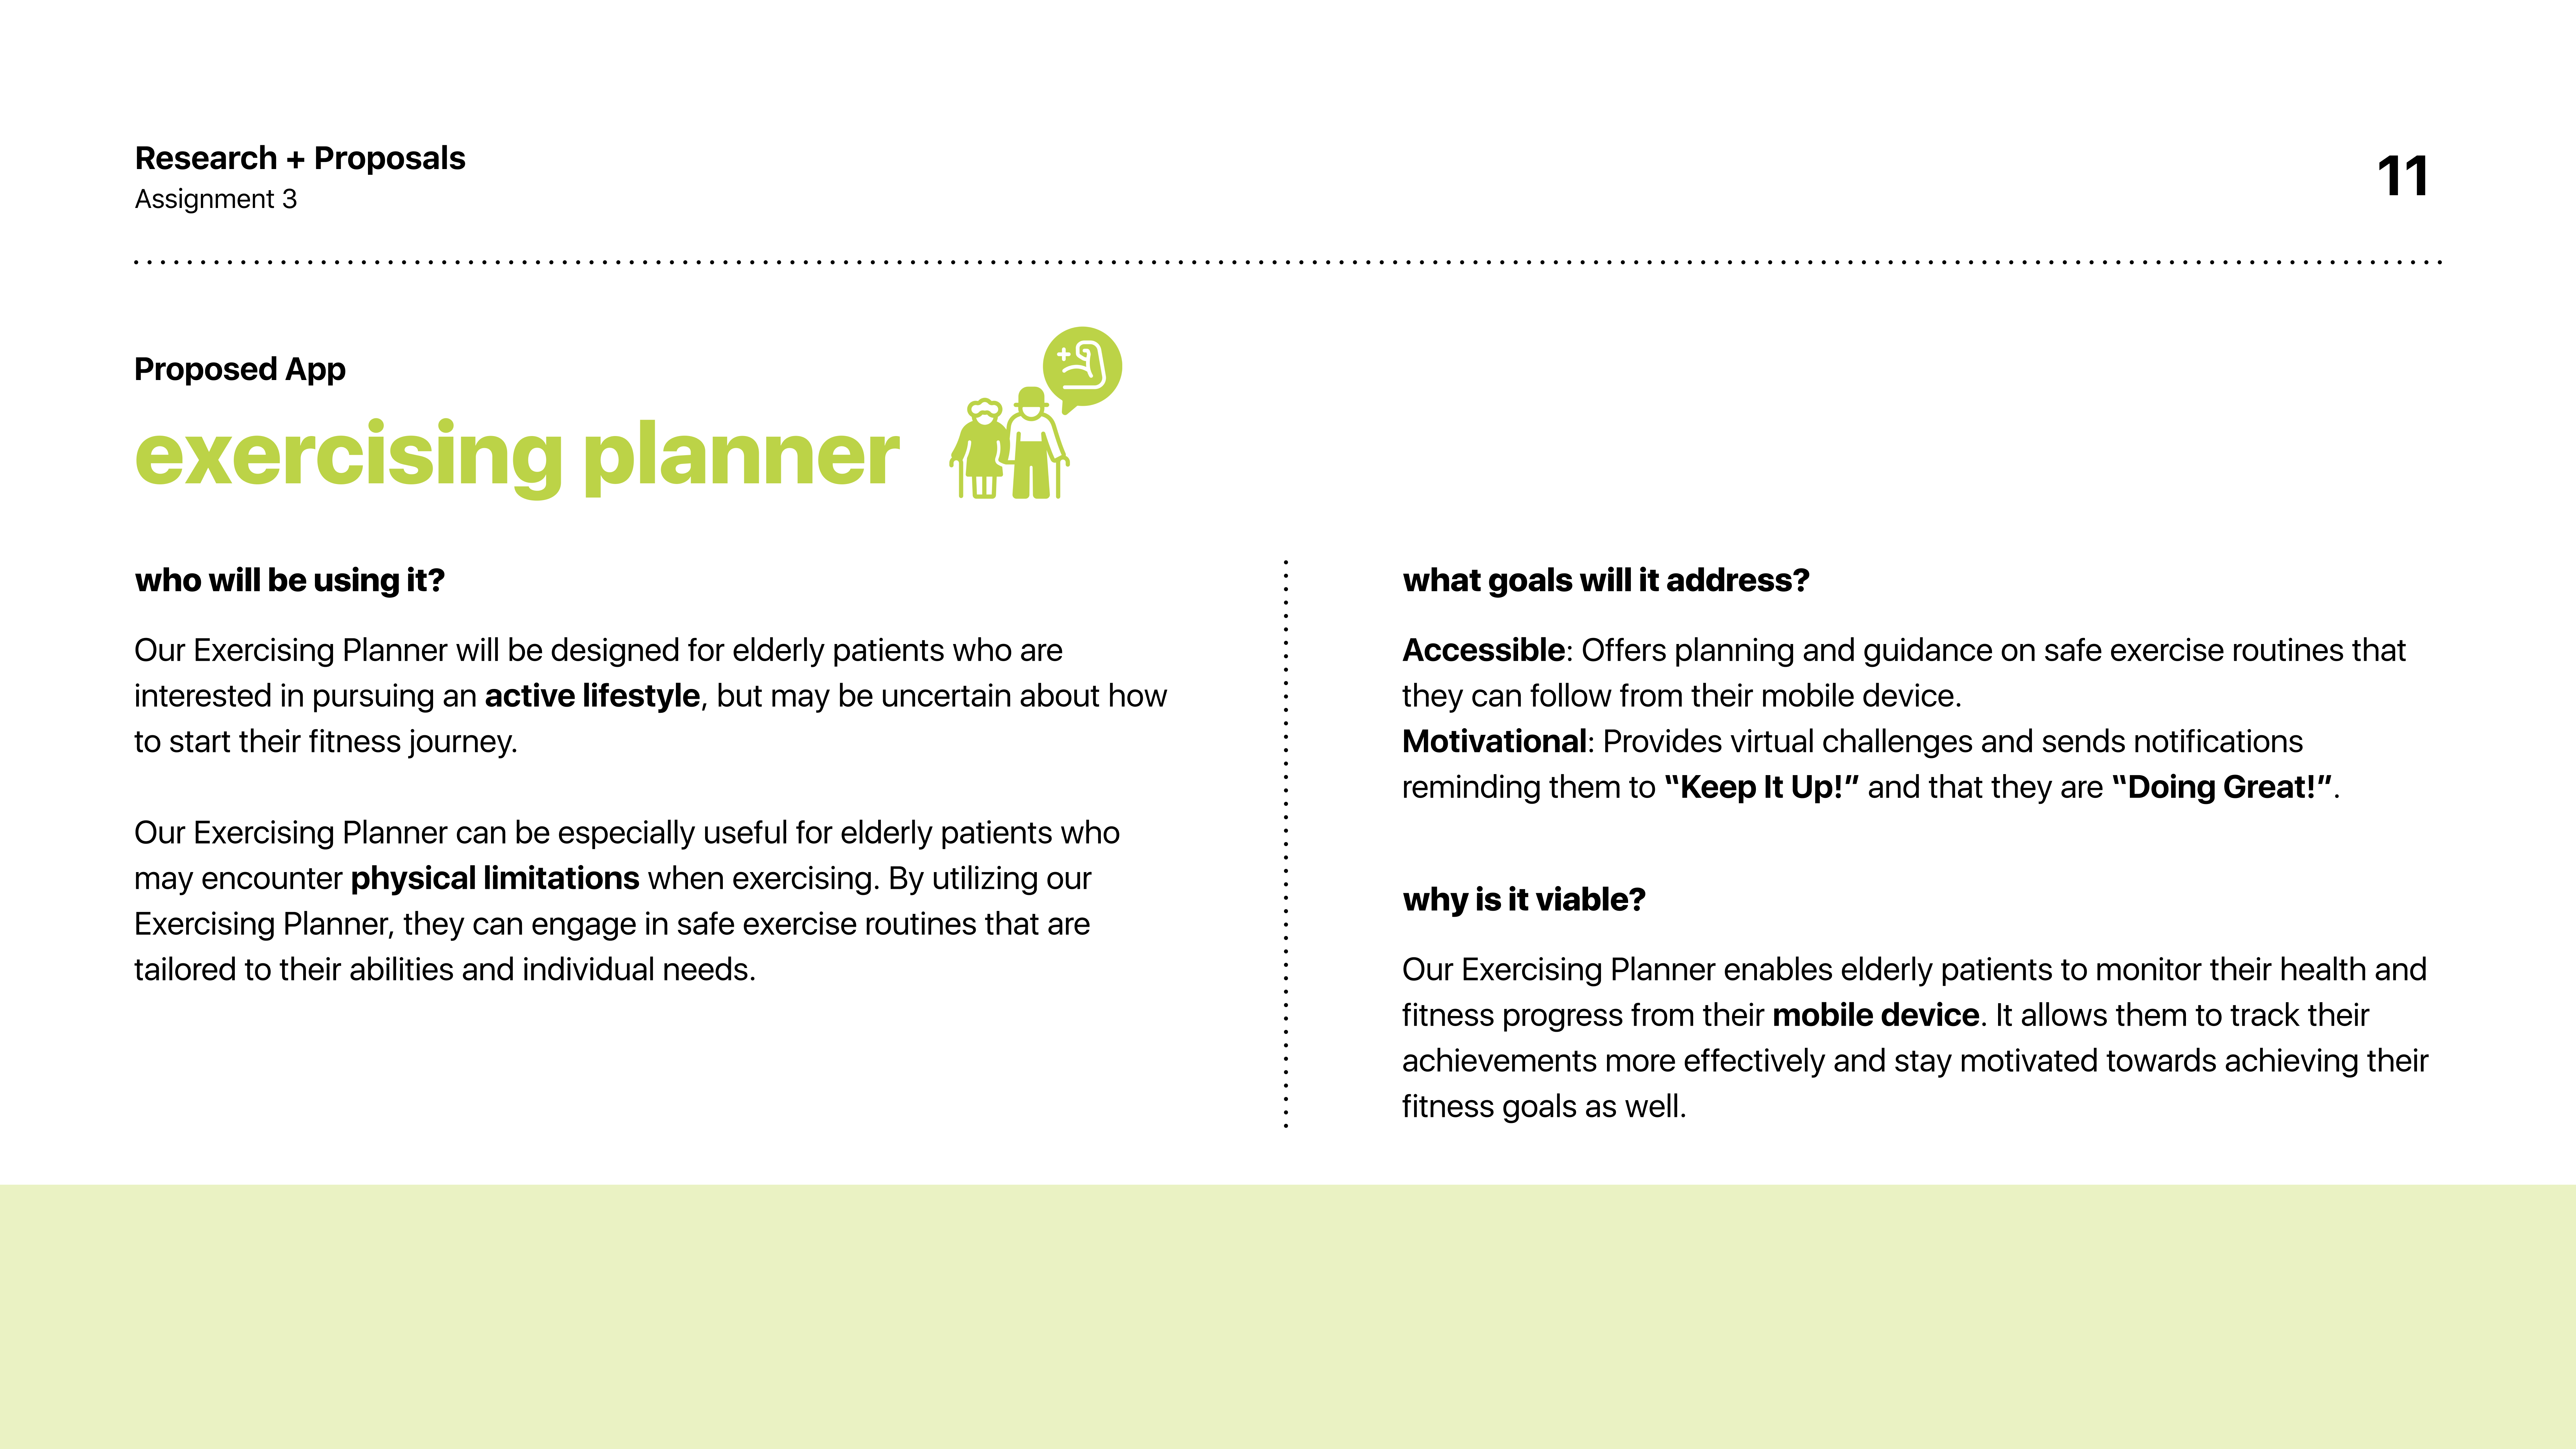 Research + Proposals
Assignment 3
11
Proposed App
exercising planner
who will be using it?
Our Exercising Planner will be designed for elderly patients who are
interested in pursuing an active lifestyle, but may be uncertain about how
to start their fitness journey.
Our Exercising Planner can be especially useful for elderly patients who
may encounter physical limitations when exercising. By utilizing our
Exercising Planner, they can engage in safe exercise routines that are
tailored to their abilities and individual needs.
what goals will it address?
Accessible: Offers planning and guidance on safe exercise routines that
they can follow from their mobile device.
Motivational: Provides virtual challenges and sends notifications
reminding them to “Keep It Up!” and that they are “Doing Great!”.
why is it viable?
Our Exercising Planner enables elderly patients to monitor their health and
fitness progress from their mobile device. It allows them to track their
achievements more effectively and stay motivated towards achieving their
fitness goals as well.